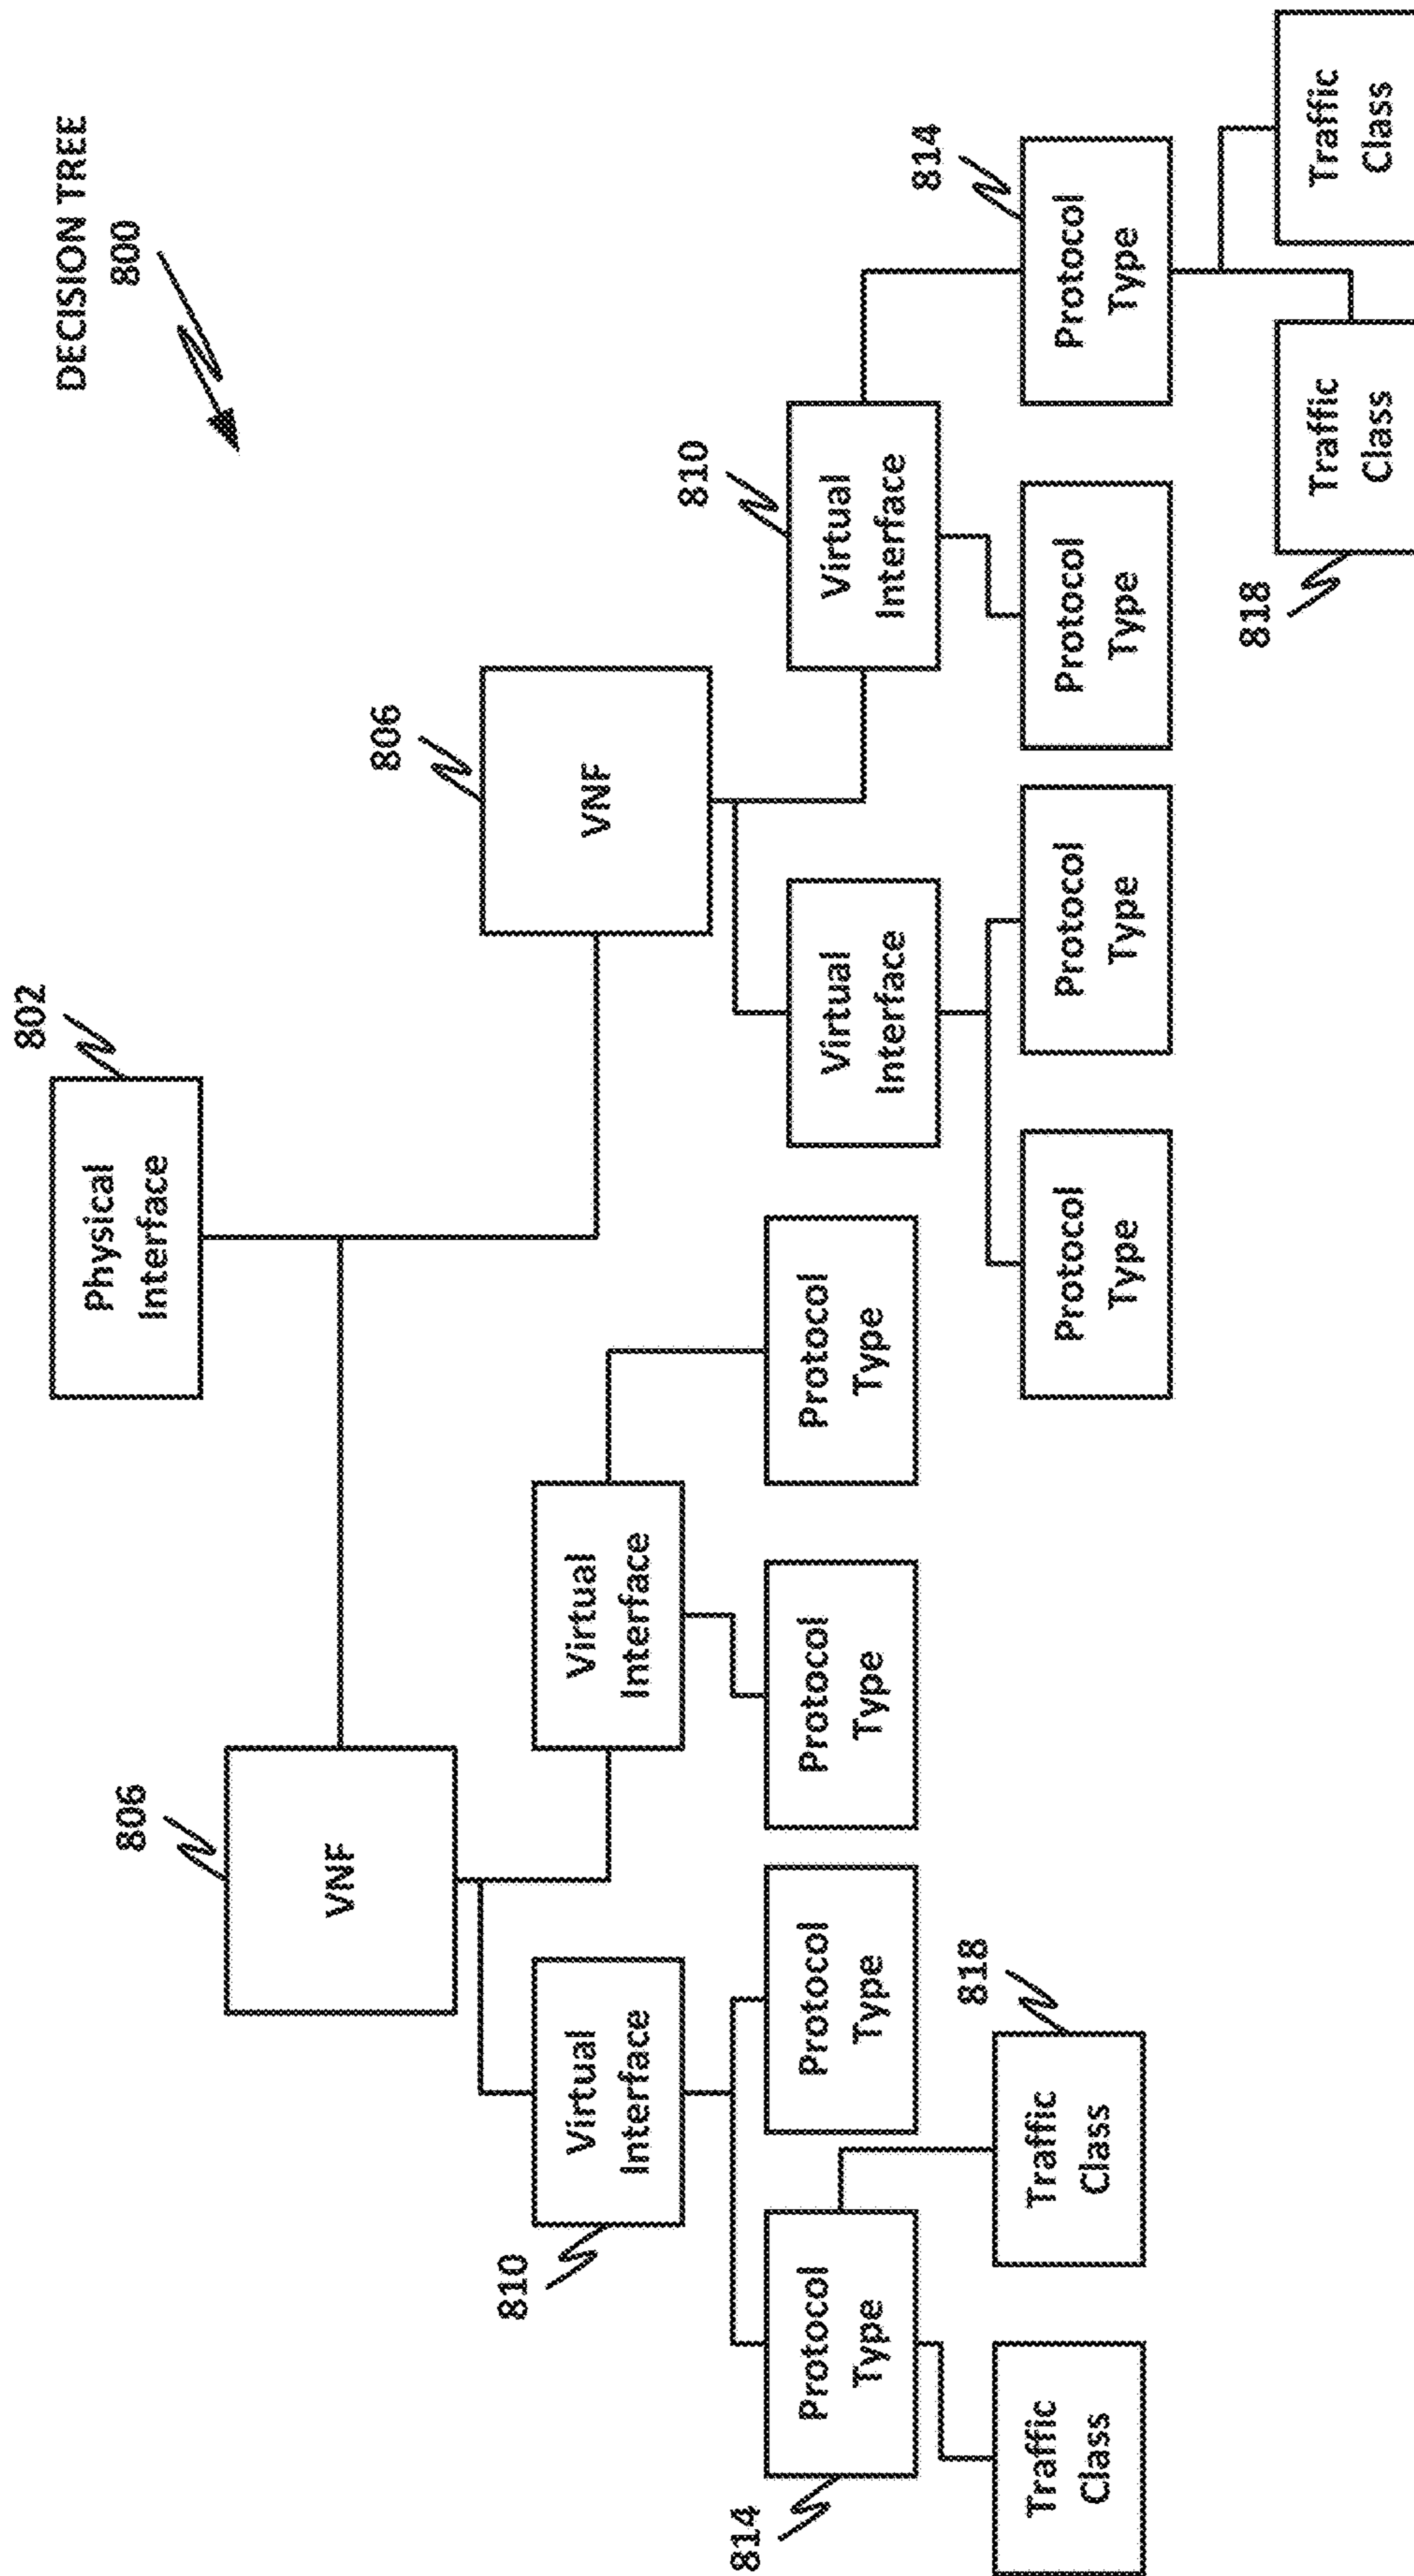 DECISION TREE
800
802
Physical
Interface
806
VNF
806
VNF
810
Virtual
Interface
Virtual
Interface
Virtual
Interface
810
Virtual
Interface
814
Protocol
Type
Protocol
Type
Protocol
Type
Protocol
Type
Protocol
Type
Protocol
Type
Protocol
Type
814
Protocol
Type
Traffic
Class
818
Traffic
Class
818
Traffic
Class
Traffic
Class